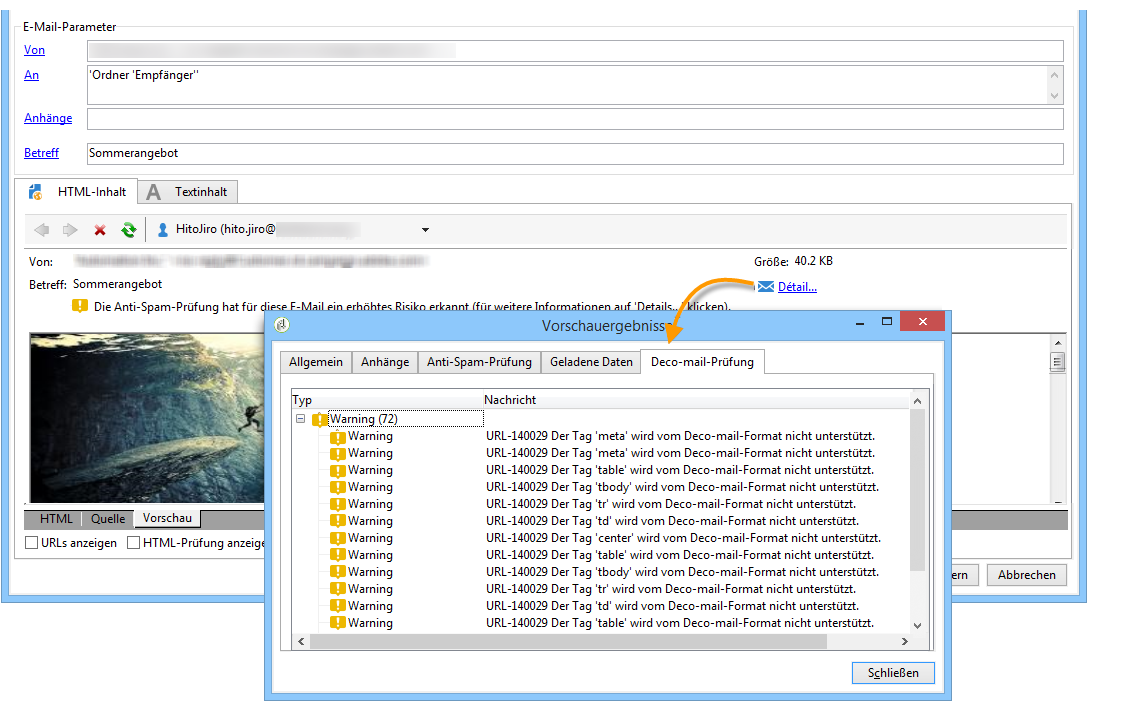 E-Mail-Parameter
Von
An 'Ordner 'Empfänger''
Anhänge
Betreff Sommerangebot
HTML-Inhalt Textinhalt
HitoJiro (hito.jiro@
Von: Größe: 40.2 KB
Betreff: Sommerangebot Détail...
Die Anti-Spam-Prüfung hat für diese E-Mail ein erhöhtes Risiko erkannt (für weitere Informationen auf 'Details...' klicken).
Vorschauergebnisse
Allgemein Anhänge Anti-Spam-Prüfung Geladene Daten Deco-mail-Prüfung
Typ Nachricht
Warning (72)
Warning URL-140029 Der Tag 'meta' wird vom Deco-mail-Format nicht unterstützt.
Warning URL-140029 Der Tag 'meta' wird vom Deco-mail-Format nicht unterstützt.
Warning URL-140029 Der Tag 'table' wird vom Deco-mail-Format nicht unterstützt.
Warning URL-140029 Der Tag 'tbody' wird vom Deco-mail-Format nicht unterstützt.
Warning URL-140029 Der Tag 'tr' wird vom Deco-mail-Format nicht unterstützt.
Warning URL-140029 Der Tag 'td' wird vom Deco-mail-Format nicht unterstützt.
Warning URL-140029 Der Tag 'center' wird vom Deco-mail-Format nicht unterstützt.
Warning URL-140029 Der Tag 'table' wird vom Deco-mail-Format nicht unterstützt.
Warning URL-140029 Der Tag 'tbody' wird vom Deco-mail-Format nicht unterstützt.
Warning URL-140029 Der Tag 'tr' wird vom Deco-mail-Format nicht unterstützt.
Warning URL-140029 Der Tag 'td' wird vom Deco-mail-Format nicht unterstützt.
Warning URL-140029 Der Tag 'table' wird vom Deco-mail-Format nicht unterstützt.
Schließen
HTML Quelle Vorschau
URLs anzeigen HTML-Prüfung anzeige
ern Abbrechen